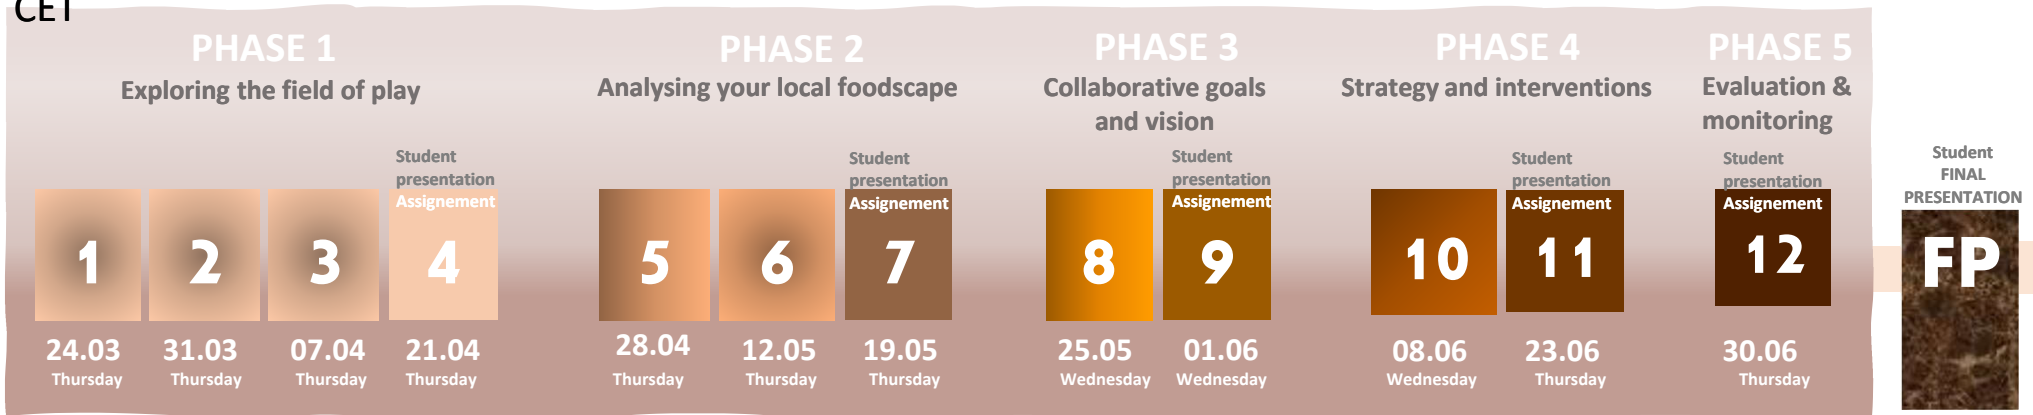 CET
PHASE 1
Exploring the field of play
Student
presentation
Assignement
1
2
3
4
24.03
31.03
07.04
21.04
Thursday
Thursday
Thursday
Thursday
PHASE 2
Analysing your local foodscape
Student
presentation
Assignement
5
6
7
28.04
12.05
19.05
Thursday
Thursday
Thursday
PHASE 3
Collaborative goals
and vision
Student
presentation
Assignement
8
9
25.05
01.06
Wednesday
Wednesday
PHASE 4
Strategy and interventions
Student
presentation
Assignement
10
11
08.06
23.06
Wednesday
Thursday
PHASE 5
Evaluation &
monitoring
Student
presentation
Assignement
12
30.06
Thursday
Student
FINAL
PRESENTATION
FP